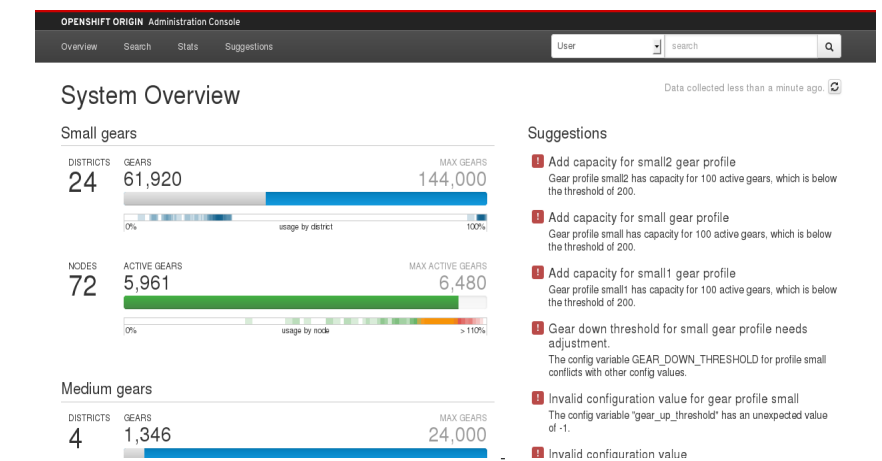 OPENSHIFT ORIGIN Administration Console
Overview Search Stats Suggestions User search
System Overview
Data collected less than a minute ago.
Small gears
DISTRICTS GEARS MAX GEARS
24 61,920 144,000
0% usage by district 100%
NODES ACTIVE GEARS MAX ACTIVE GEARS
72 5,961 6,480
0% usage by node > 110%
Medium gears
DISTRICTS GEARS MAX GEARS
4 1,346 24,000
Suggestions
! Add capacity for small2 gear profile
Gear profile small2 has capacity for 100 active gears, which is below
the threshold of 200.
! Add capacity for small gear profile
Gear profile small has capacity for 100 active gears, which is below
the threshold of 200.
! Add capacity for small1 gear profile
Gear profile small1 has capacity for 100 active gears, which is below
the threshold of 200.
! Gear down threshold for small gear profile needs
adjustment.
The config variable GEAR_DOWN_THRESHOLD for profile small
conflicts with other config values.
! Invalid configuration value for gear profile small
The config variable "gear_up_threshold" has an unexpected value
of -1.
! Invalid configuration value